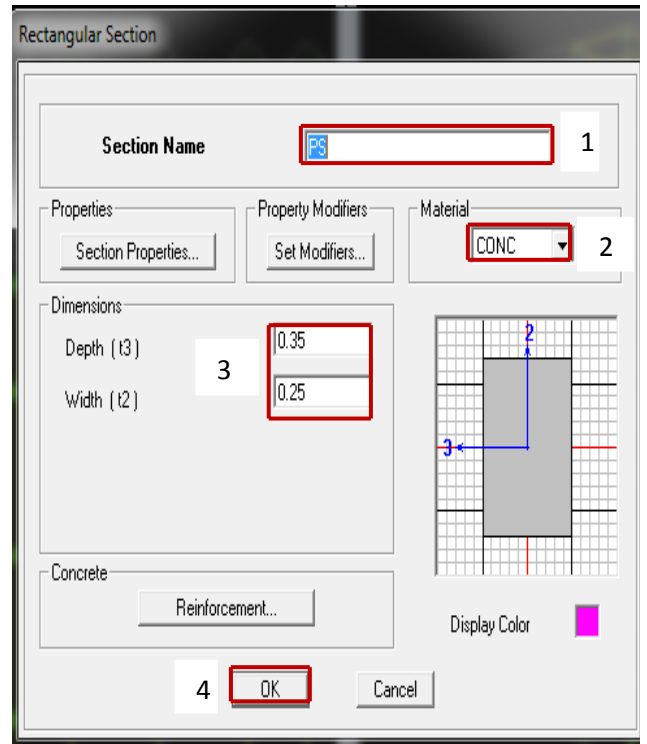 Rectangular Section
Section Name
PS
1
Properties
Property Modifiers
Material
Section Properties...
Set Modifiers...
CONC
2
Dimensions
Depth ( t3 )
0.35
3
Width ( t2 )
0.25
2
3
Concrete
Reinforcement...
Display Color
4
OK
Cancel